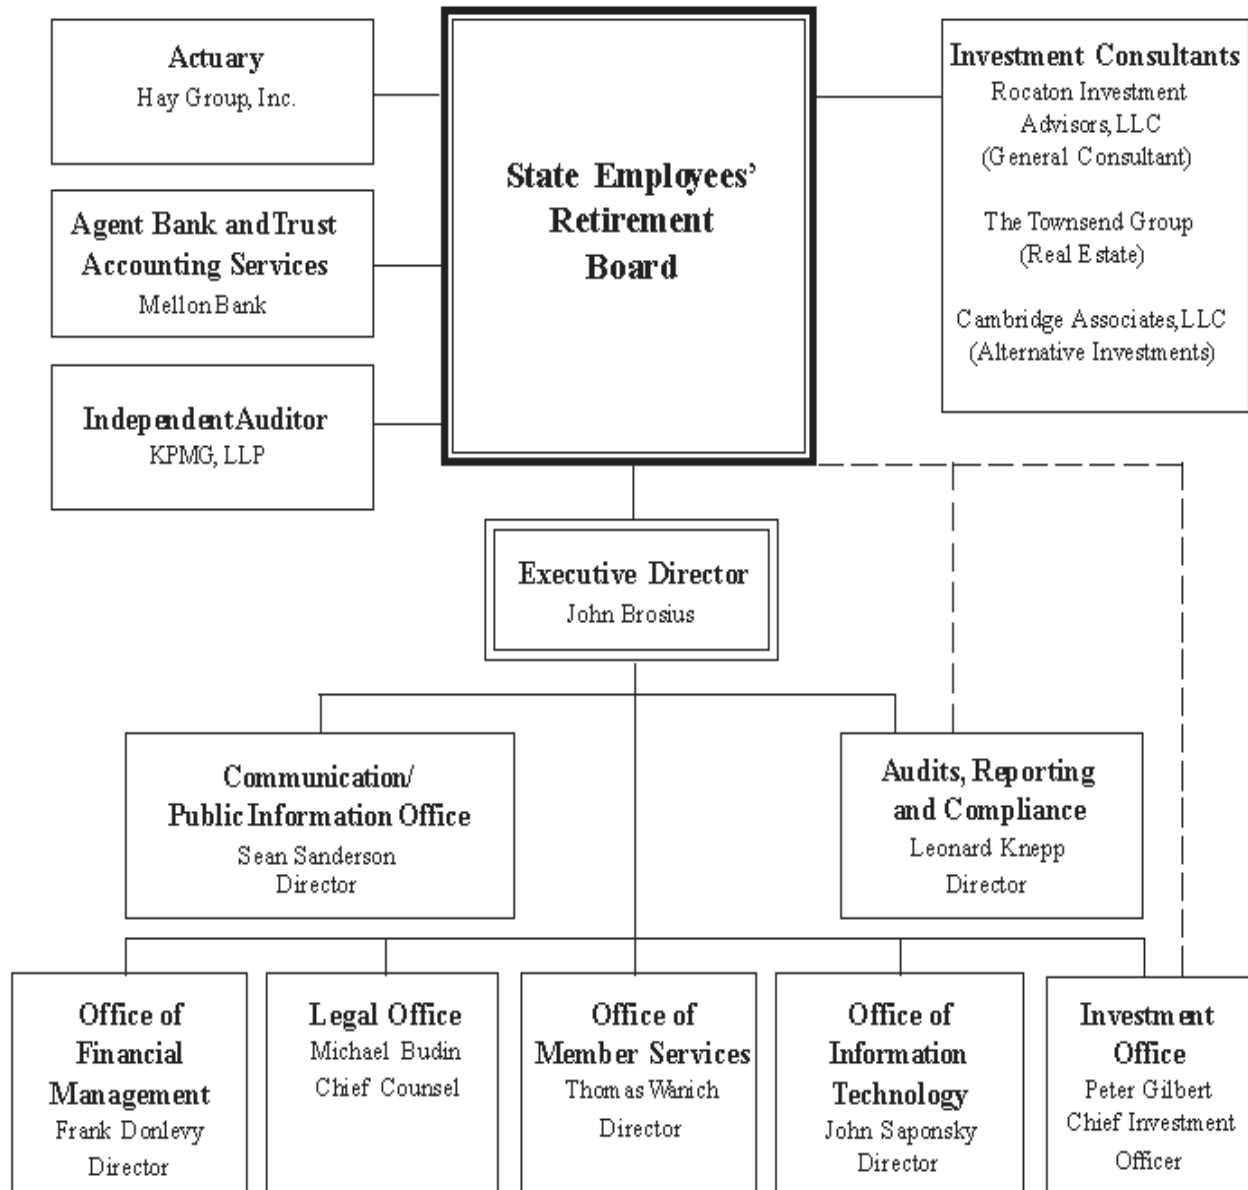 Actuary
Hay Group, Inc.
Agent Bank and Trust
Accounting Services
Mellon Bank
Independent Auditor
KPMG, LLP
State Employees’
Retirement
Board
Investment Consultants
Rocaton Investment
Advisors, LLC
(General Consultant)
The Townsend Group
(Real Estate)
Cambridge Associates, LLC
(Alternative Investments)
Executive Director
John Brosius
Communication/
Public Information Office
Sean Sanderson
Director
Audits, Reporting
and Compliance
Leonard Knepp
Director
Office of
Financial
Management
Frank Donlevy
Director
Legal Office
Michael Budin
Chief Counsel
Office of
Member Services
Thomas Wanich
Director
Office of
Information
Technology
John Saponsky
Director
Investment
Office
Peter Gilbert
Chief Investment
Officer